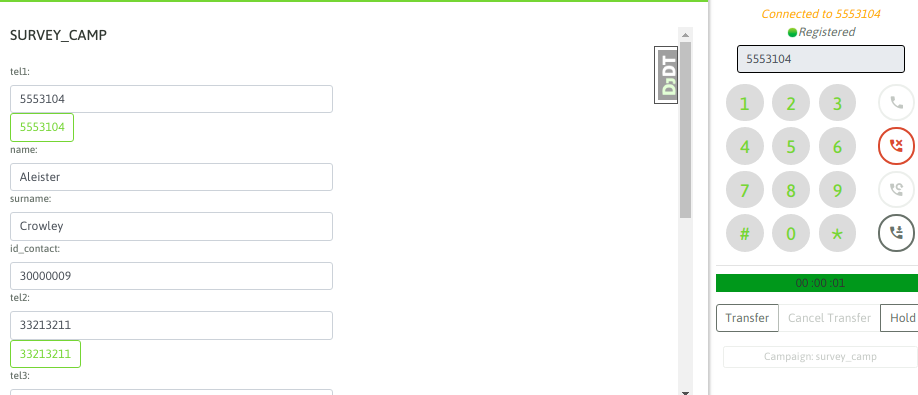 SURVEY_CAMP
tel1:
5553104
5553104
name:
Aleister
surname:
Crowley
id_contact:
30000009
tel2:
33213211
33213211
tel3:
DJDT
Connected to 5553104
Registered
5553104
1 2 3
4 5 6
7 8 9
# 0 *
00:00:01
Transfer Cancel Transfer Hold
Campaign: survey_camp